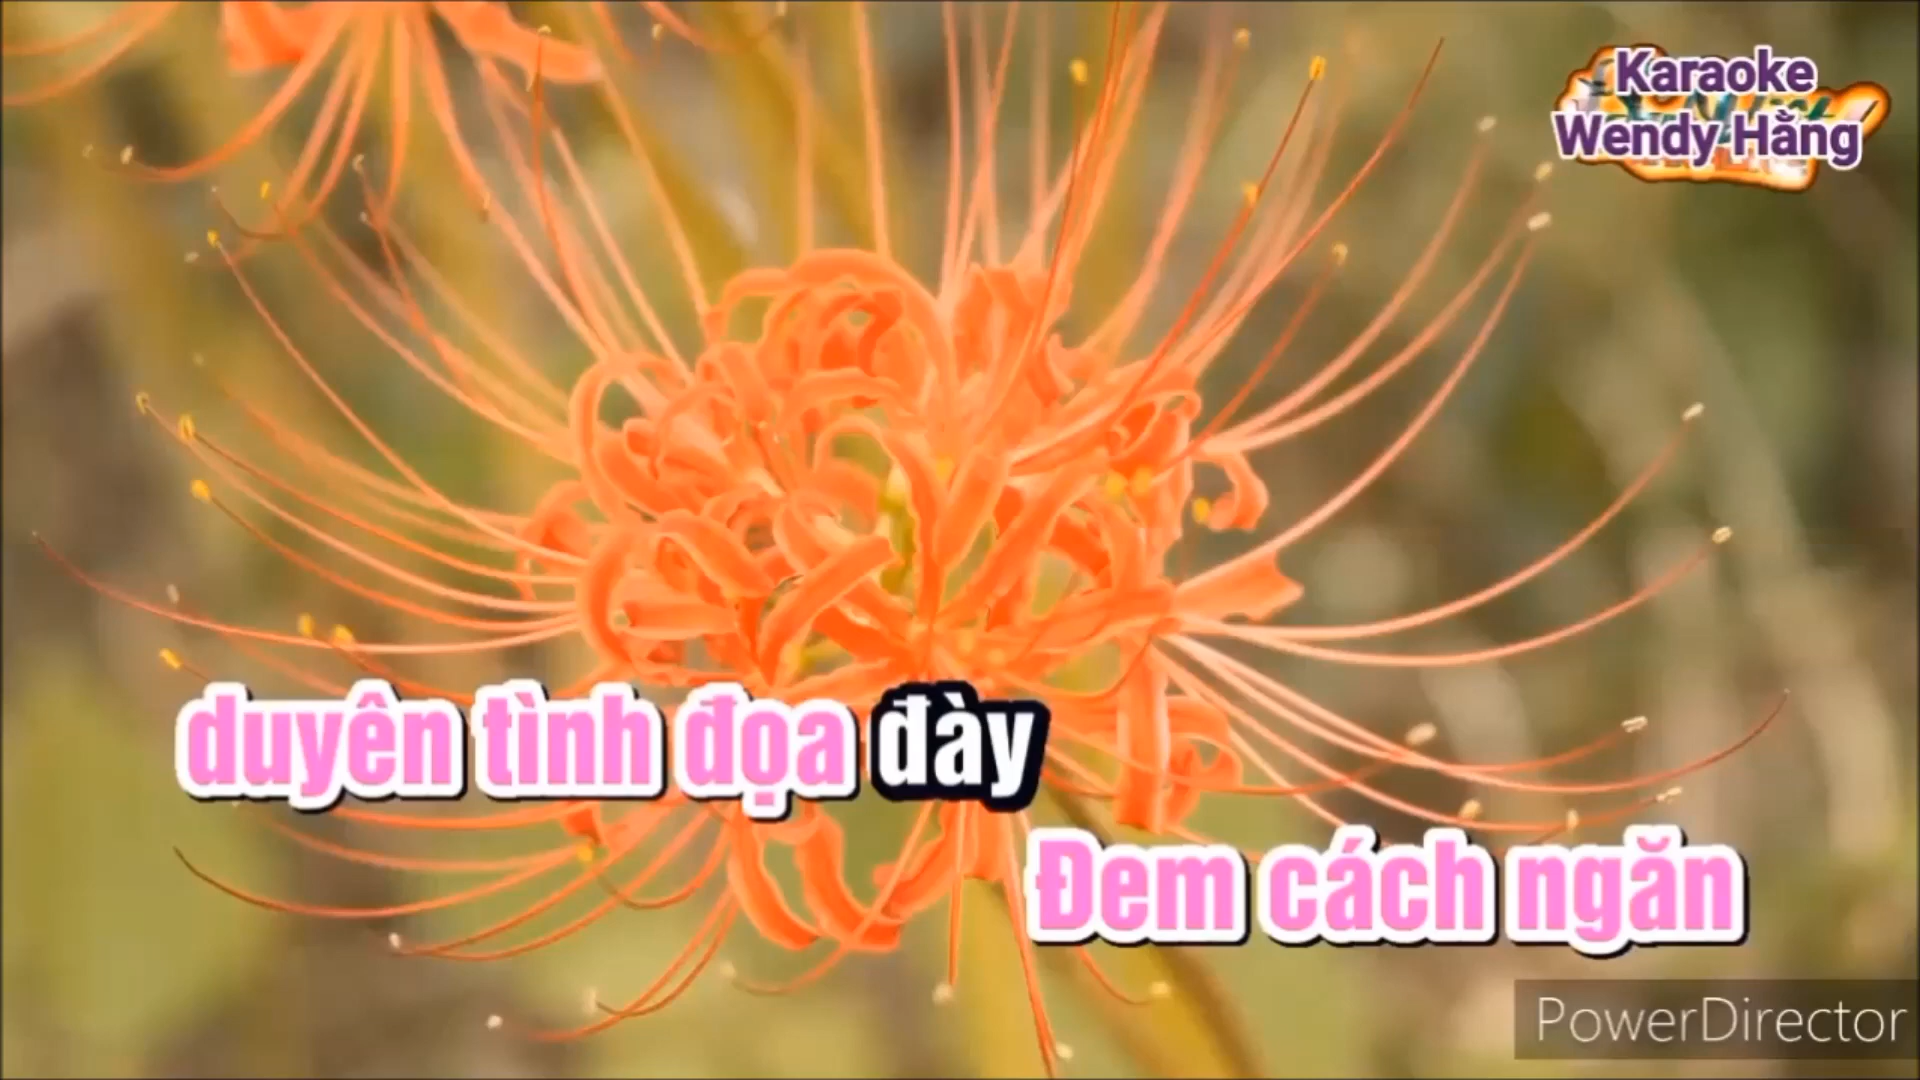 Karaoke
Wendy Hằng
duyên tình đọa đày
Đem cách ngăn
PowerDirector